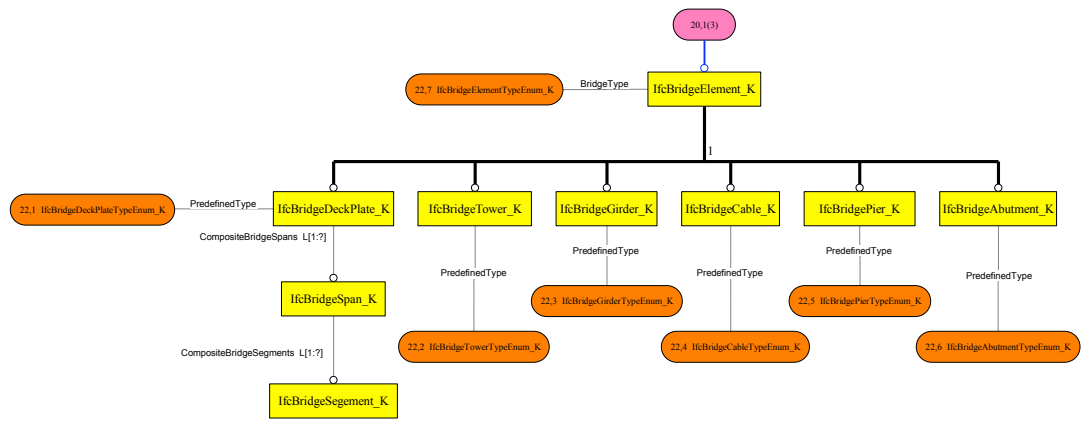 20,1(3)
BridgeType
22,7 IfcBridgeElementTypeEnum_K
IfcBridgeElement_K
1
22,1 IfcBridgeDeckPlateTypeEnum_K
PredefinedType
IfcBridgeDeckPlate_K
IfcBridgeTower_K
IfcBridgeGirder_K
IfcBridgeCable_K
IfcBridgePier_K
IfcBridgeAbutment_K
CompositeBridgeSpans L[1:?]
PredefinedType
PredefinedType
PredefinedType
PredefinedType
PredefinedType
IfcBridgeSpan_K
22,3 IfcBridgeGirderTypeEnum_K
22,5 IfcBridgePierTypeEnum_K
22,2 IfcBridgeTowerTypeEnum_K
22,4 IfcBridgeCableTypeEnum_K
22,6 IfcBridgeAbutmentTypeEnum_K
CompositeBridgeSegments L[1:?]
IfcBridgeSegement_K